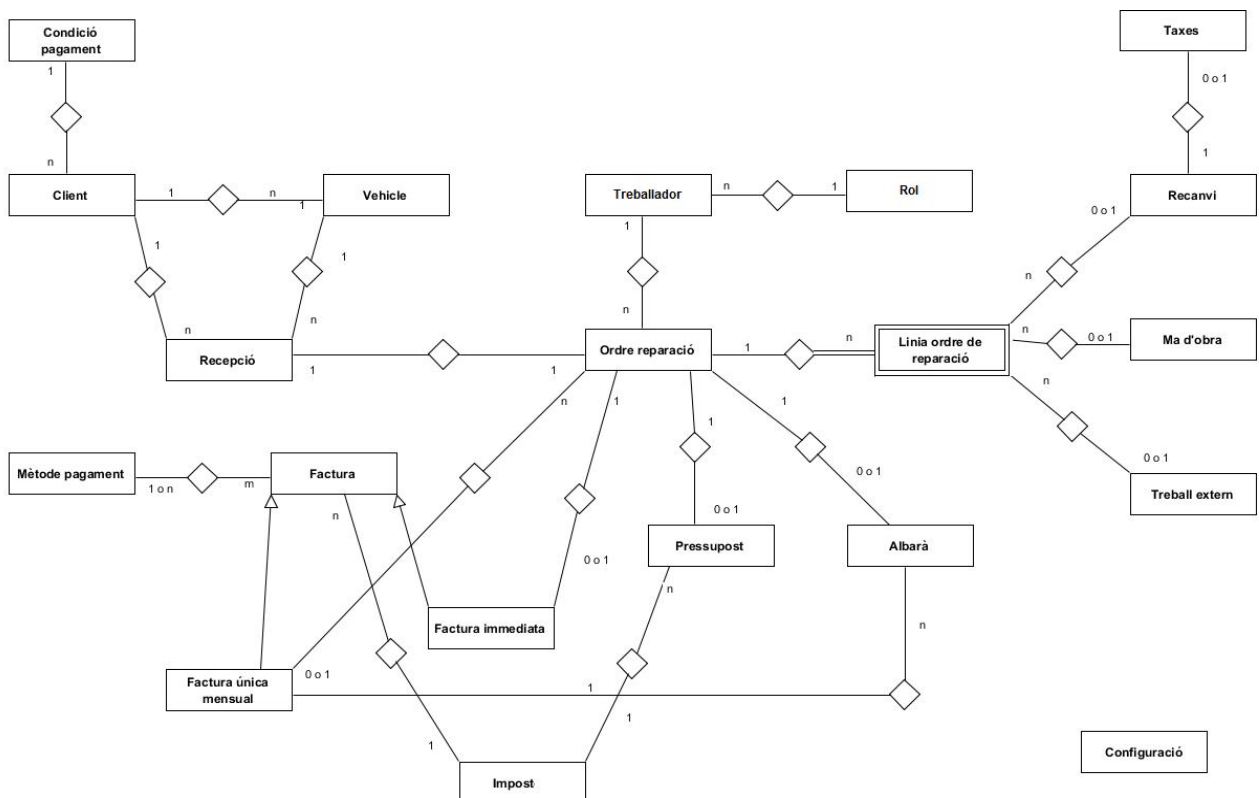 Condició
pagament
Taxes
1
0 o 1
n
1
Client
1
n
Vehicle
1
Treballador
n
1
Rol
Recanvi
0 o 1
1
1
1
n
n
n
n
n
0 o 1
Recepció
1
1
Ordre reparació
1
n
Linia ordre de
reparació
Ma d'obra
n
1
1
1
n
Mètode pagament
1 o n
m
Factura
0 o 1
0 o 1
Treball extern
n
0 o 1
Pressupost
Albarà
0 o 1
n
Factura immediata
n
Factura única
mensual
0 o 1
1
1
1
Impost
Configuració